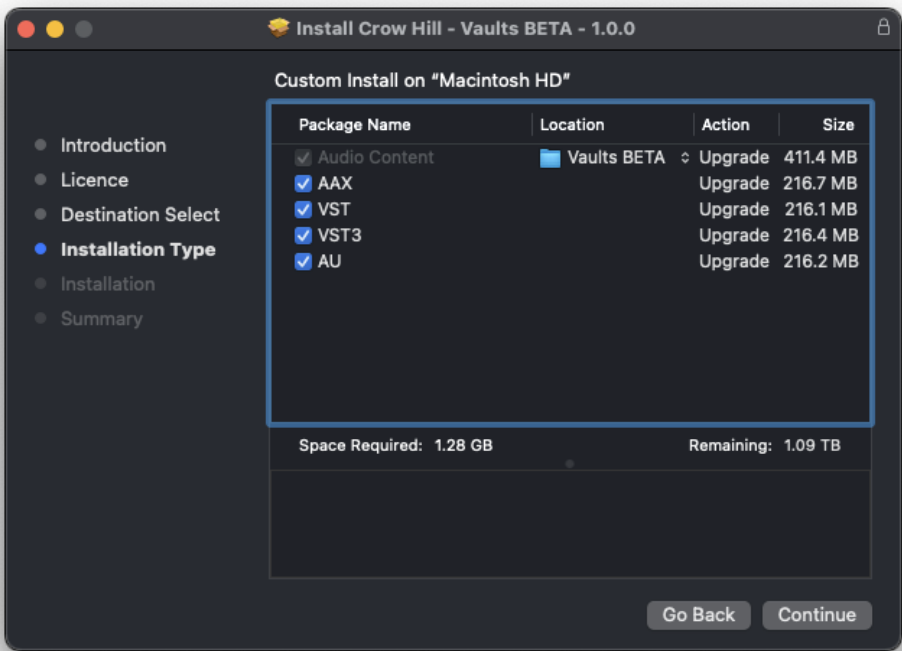 Install Crow Hill - Vaults BETA - 1.0.0
Custom Install on “Macintosh HD”
Introduction
Licence
Destination Select
Installation Type
Installation
Summary
Package Name Location Action Size
Audio Content Vaults BETA Upgrade 411.4 MB
AAX Upgrade 216.7 MB
VST Upgrade 216.1 MB
VST3 Upgrade 216.4 MB
AU Upgrade 216.2 MB
Space Required: 1.28 GB Remaining: 1.09 TB
Go Back Continue